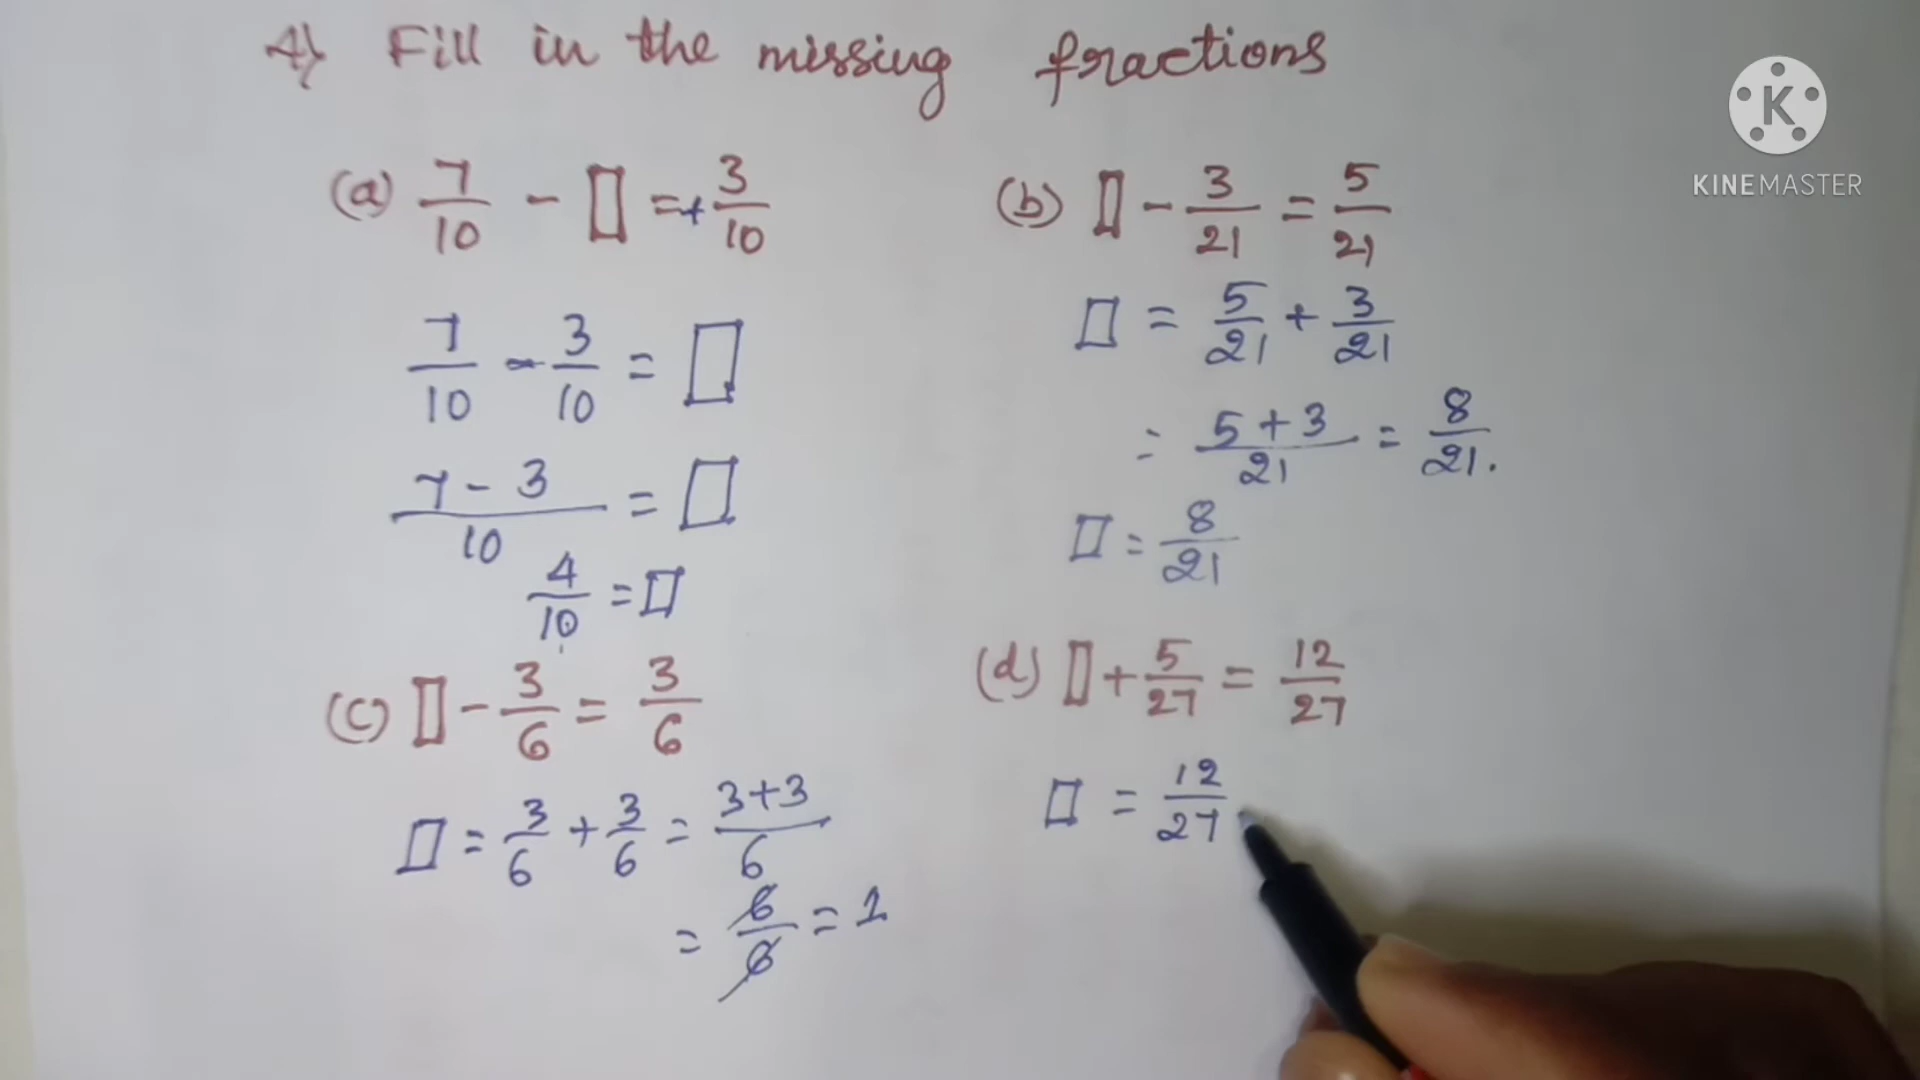 4) Fill in the missing fractions
(a) 7/10 - □ =+ 3/10
7/10 - 3/10 = □
7 - 3/10 = □
4/10 = □
(b) □ - 3/21 = 5/21
□ = 5/21 + 3/21
= 5 + 3/21 = 8/21.
□ = 8/21
(c) □ - 3/6 = 3/6
□ = 3/6 + 3/6 = 3+3/6
= 6/6 = 1
(d) □ + 5/27 = 12/27
□ = 12/27
K
KINEMASTER